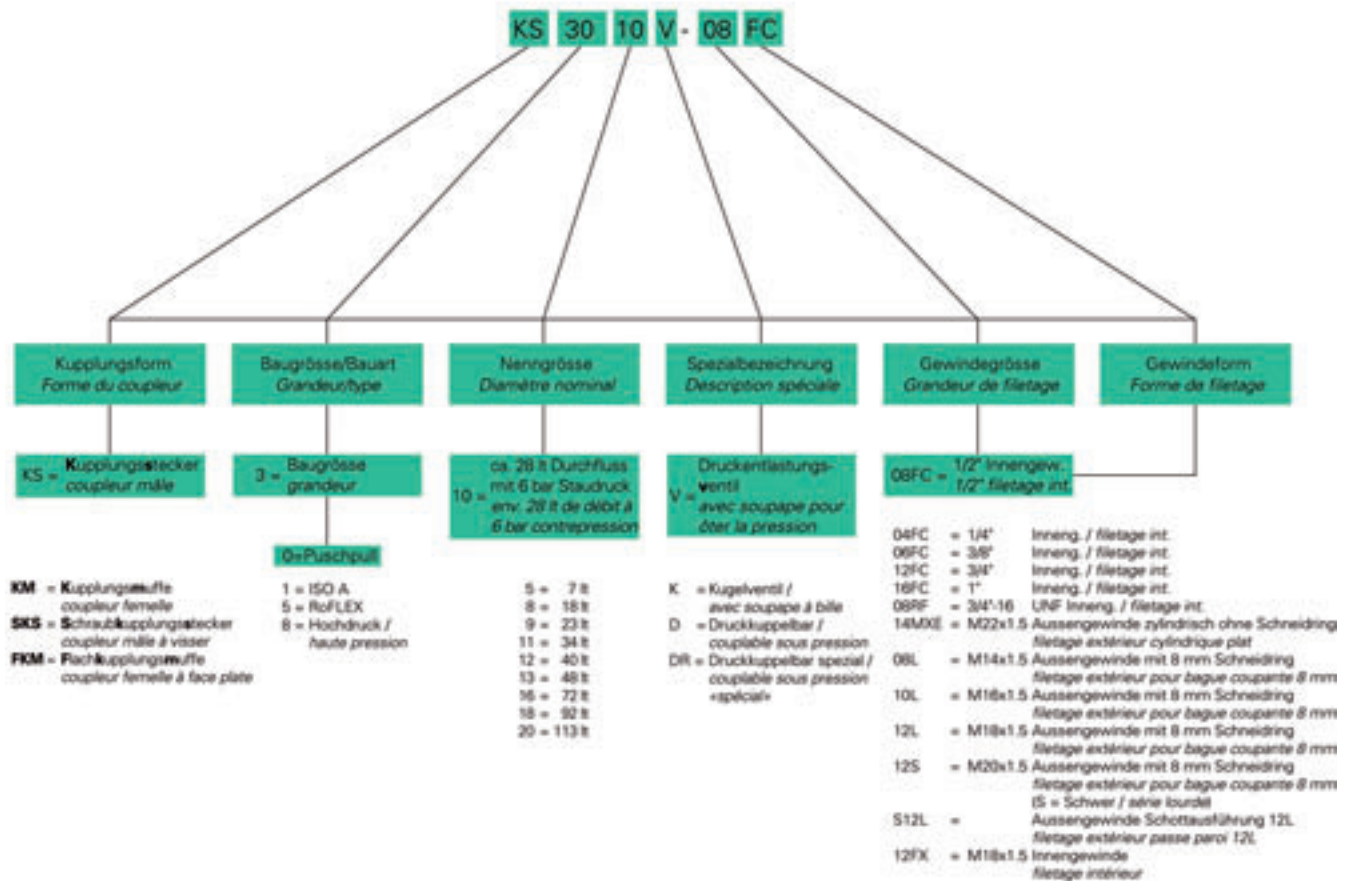 KS 30 10 V - 08 FC
Kupplungsform
Forme du coupleur
Baugrösse/Bauart
Grandeur/type
Nenngrösse
Diamètre nominal
Spezialbezeichnung
Description spéciale
Gewindegrösse
Grandeur de filetage
Gewindeform
Forme de filetage
KS = Kupplungsstecker
coupleur mâle
3 = Baugrösse
grandeur
0=Puschpull
10 = ca. 28 lt Durchfluss
mit 6 bar Staudruck
env. 28 lt de débit à
6 bar contrepression
V = Druckentlastungs-
ventil
avec soupape pour
ôter la pression
08FC = 1/2" Innengew.
1/2" filetage int.
KM = Kupplungsmuffe
coupleur femelle
SKS = Schraubkupplungsstecker
coupleur mâle à visser
FKM = Flachkupplungsmuffe
coupleur femelle à face plate
1 = ISO A
5 = RoFLEX
8 = Hochdruck /
haute pression
5 = 7 lt
8 = 18 lt
9 = 23 lt
11 = 34 lt
12 = 40 lt
13 = 48 lt
16 = 72 lt
18 = 92 lt
20 = 113 lt
K = Kugelventil /
avec soupape à bille
D = Druckkuppelbar /
couplable sous pression
DR = Druckkuppelbar spezial /
couplable sous pression
«spécial»
04FC = 1/4" Inneng. / filetage int.
06FC = 3/8" Inneng. / filetage int.
12FC = 3/4" Inneng. / filetage int.
16FC = 1" Inneng. / filetage int.
08RF = 3/4"-16 UNF Inneng. / filetage int.
14MXE = M22x1.5 Aussengewinde zylindrisch ohne Schneidring
filetage extérieur cylindrique plat
08L = M14x1.5 Aussengewinde mit 8 mm Schneidring
filetage extérieur pour bague coupante 8 mm
10L = M16x1.5 Aussengewinde mit 8 mm Schneidring
filetage extérieur pour bague coupante 8 mm
12L = M18x1.5 Aussengewinde mit 8 mm Schneidring
filetage extérieur pour bague coupante 8 mm
12S = M20x1.5 Aussengewinde mit 8 mm Schneidring
filetage extérieur pour bague coupante 8 mm
(S = Schwer / série lourde)
S12L = Aussengewinde Schottausführung 12L
filetage extérieur passe paroi 12L
12FX = M18x1.5 Innengewinde
filetage intérieur